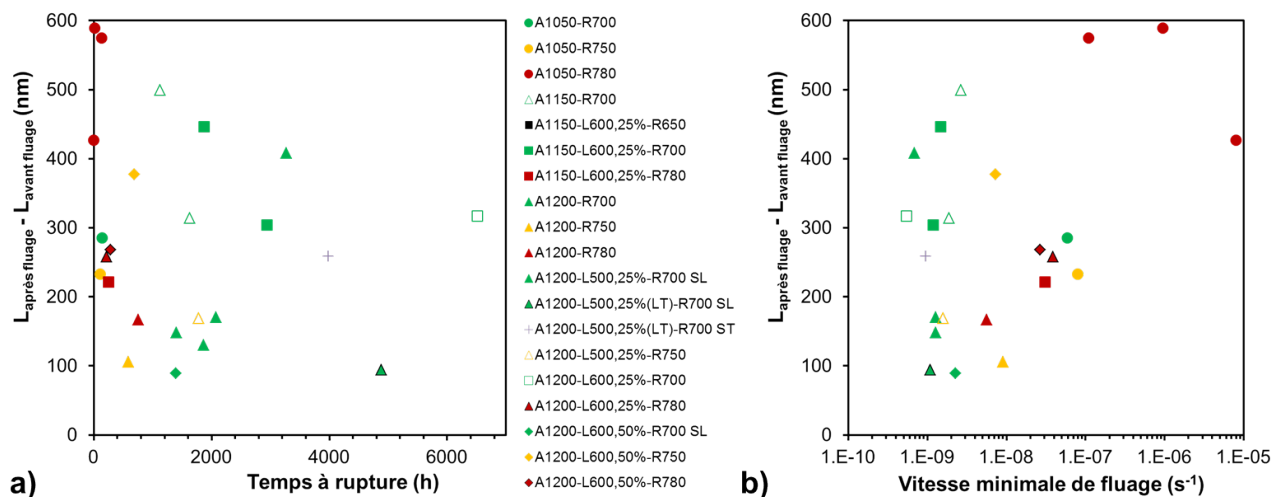 600
500
400
300
200
100
0
L après fluage - L avant fluage (nm)
0
2000
4000
6000
Temps à rupture (h)
a)
A1050-R700
A1050-R750
A1050-R780
A1150-R700
A1150-L600,25%-R650
A1150-L600,25%-R700
A1150-L600,25%-R780
A1200-R700
A1200-R750
A1200-R780
A1200-L500,25%-R700 SL
A1200-L500,25%(LT)-R700 SL
A1200-L500,25%(LT)-R700 ST
A1200-L500,25%-R750
A1200-L600,25%-R700
A1200-L600,25%-R780
A1200-L600,50%-R700 SL
A1200-L600,50%-R750
A1200-L600,50%-R780
600
500
400
300
200
100
0
L après fluage - L avant fluage (nm)
1.E-10
1.E-09
1.E-08
1.E-07
1.E-06
1.E-05
Vitesse minimale de fluage (s⁻¹)
b)